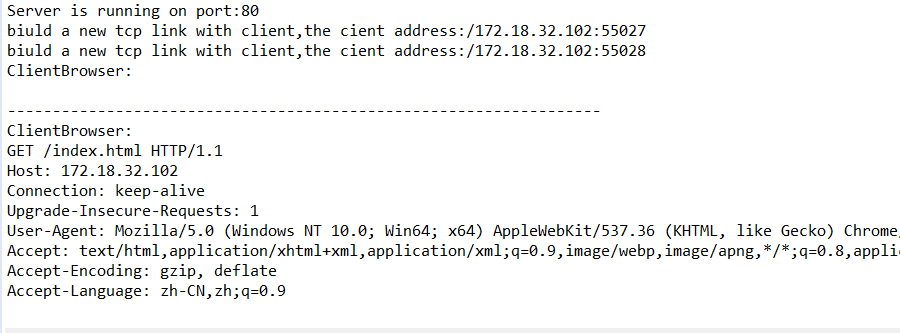 Server is running on port:80
biuld a new tcp link with client,the cient address:/172.18.32.102:55027
biuld a new tcp link with client,the cient address:/172.18.32.102:55028
ClientBrowser:
------------------------------------------------------------------
ClientBrowser:
GET /index.html HTTP/1.1
Host: 172.18.32.102
Connection: keep-alive
Upgrade-Insecure-Requests: 1
User-Agent: Mozilla/5.0 (Windows NT 10.0; Win64; x64) AppleWebKit/537.36 (KHTML, like Gecko) Chrome
Accept: text/html,application/xhtml+xml,application/xml;q=0.9,image/webp,image/apng,*/*;q=0.8,appli
Accept-Encoding: gzip, deflate
Accept-Language: zh-CN,zh;q=0.9